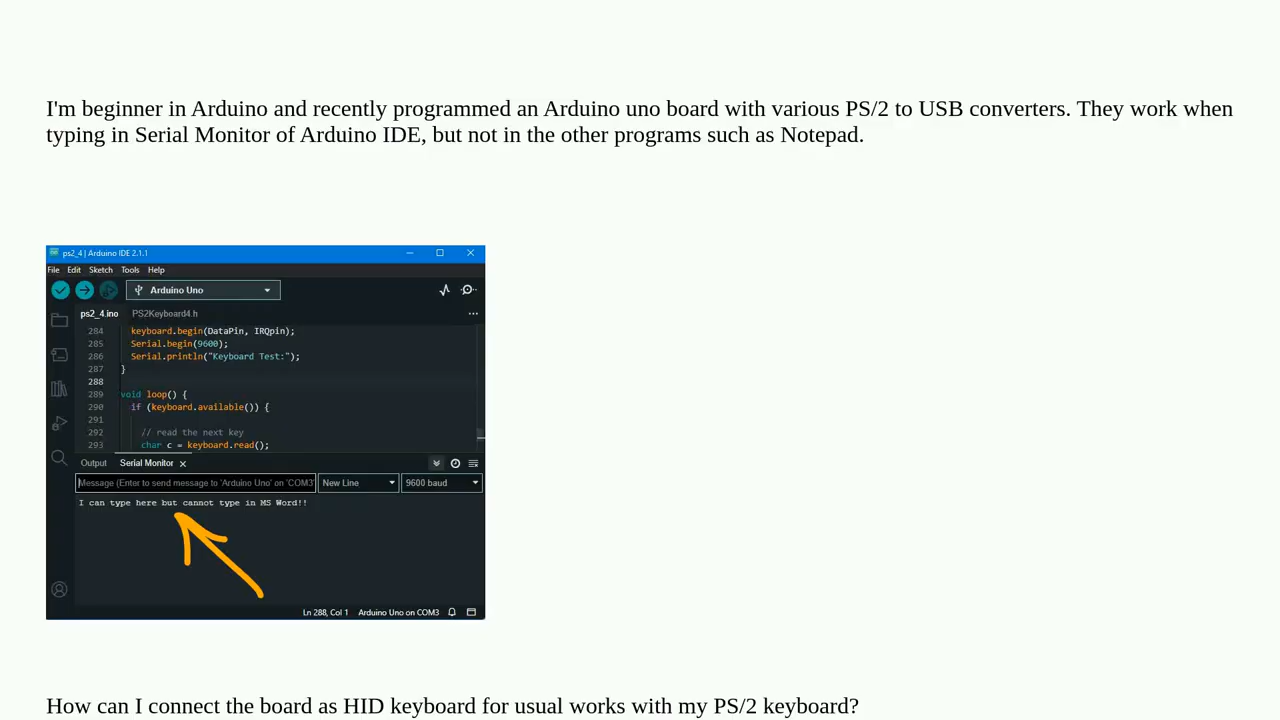 I'm beginner in Arduino and recently programmed an Arduino uno board with various PS/2 to USB converters. They work when
typing in Serial Monitor of Arduino IDE, but not in the other programs such as Notepad.
ps2_4 | Arduino IDE 2.1.1
File Edit Sketch Tools Help
Arduino Uno
ps2_4.ino PS2Keyboard4.h
284 keyboard.begin(DataPin, IRQpin);
285 Serial.begin(9600);
286 Serial.println("Keyboard Test:");
287 }
288
289 void loop() {
290 if (keyboard.available()) {
291
292 // read the next key
293 char c = keyboard.read();
Output Serial Monitor
Message (Enter to send message to 'Arduino Uno' on 'COM3' New Line 9600 baud
I can type here but cannot type in MS Word!!
Ln 288, Col 1 Arduino Uno on COM3
How can I connect the board as HID keyboard for usual works with my PS/2 keyboard?